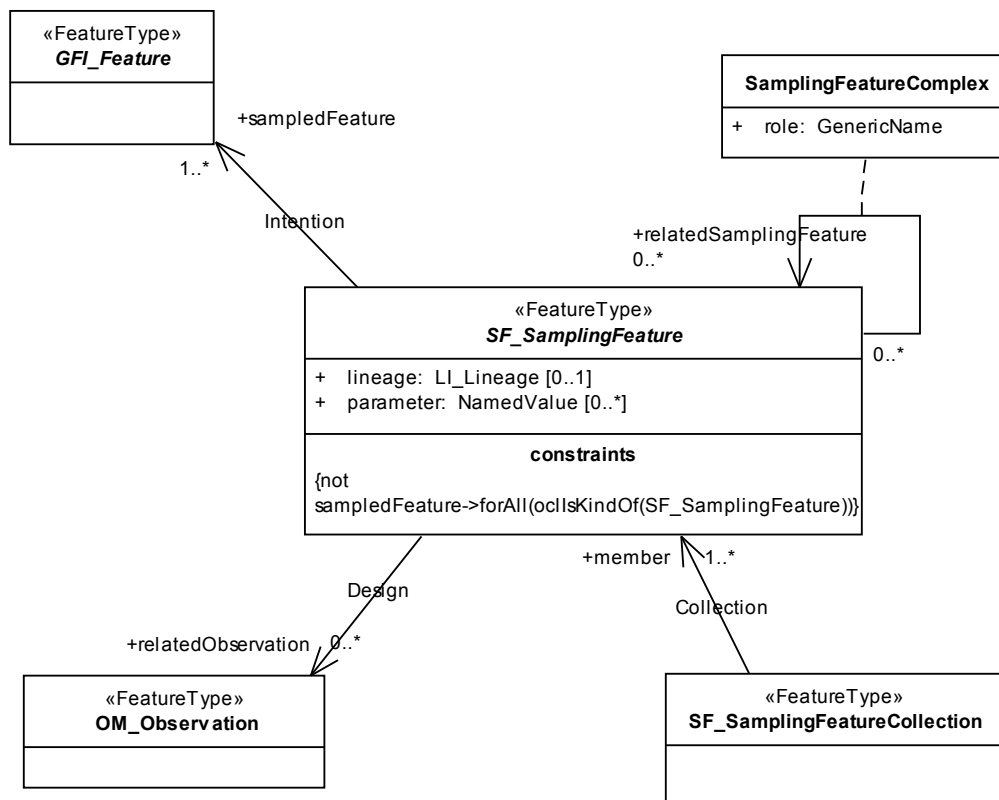 «FeatureType»
GFI_Feature
SamplingFeatureComplex
+ role: GenericName
+sampledFeature
1..*
Intention
+relatedSamplingFeature
0..*
«FeatureType»
SF_SamplingFeature
0..*
+ lineage: LI_Lineage [0..1]
+ parameter: NamedValue [0..*]
constraints
{not
sampledFeature->forAll(oclIsKindOf(SF_SamplingFeature))}
+member 1..*
Design
Collection
+relatedObservation 0..*
«FeatureType»
OM_Observation
«FeatureType»
SF_SamplingFeatureCollection